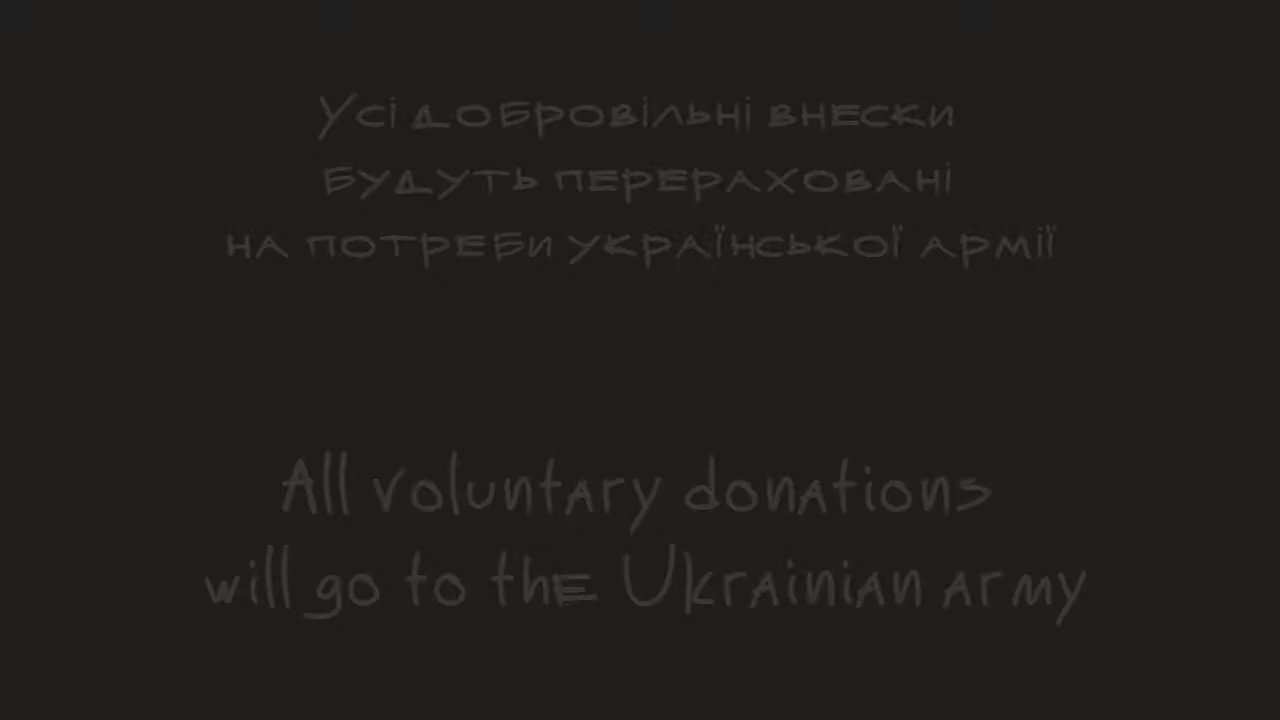 Усі добровільні внески
будуть перераховані
на потреби української армії
All voluntary donations
will go to the Ukrainian army